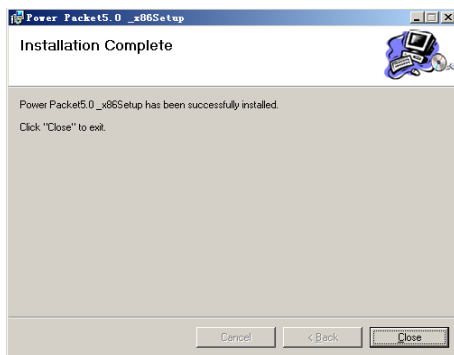 Power Packet5.0 _x86Setup
Installation Complete
Power Packet5.0 _x86Setup has been successfully installed.
Click "Close" to exit.
Cancel
< Back
Close